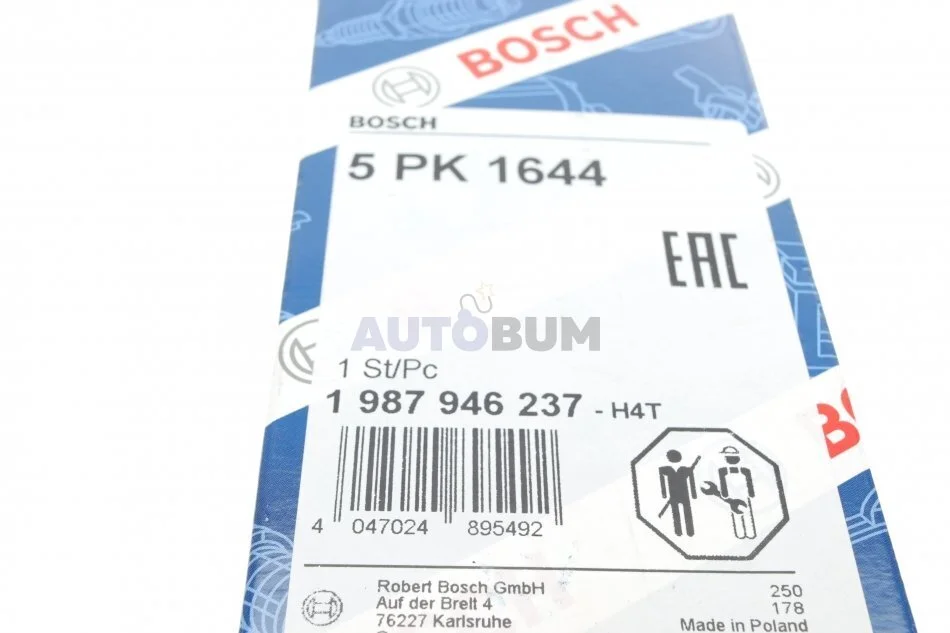 BOSCH
BOSCH
5 PK 1644
EAC
AUTOBUM
1 St/Pc
1 987 946 237 - H4T
4 047024 895492
Robert Bosch GmbH
Auf der Breit 4
76227 Karlsruhe
250
178
Made in Poland